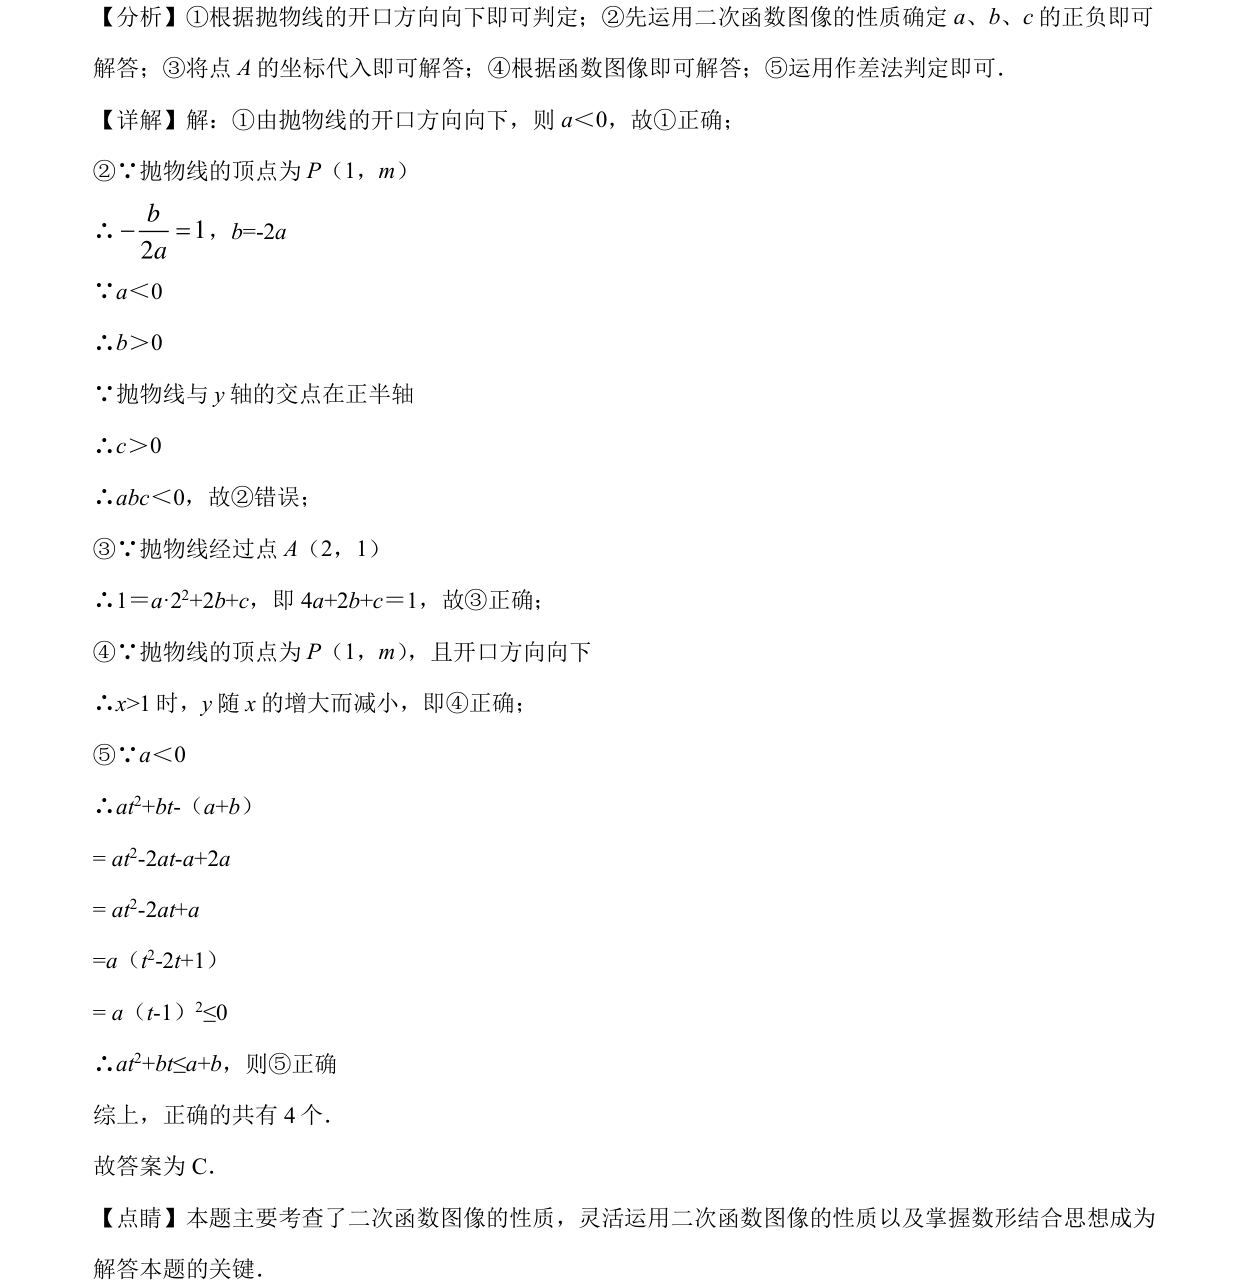 【分析】①根据抛物线的开口方向向下即可判定；②先运用二次函数图像的性质确定 a、b、c 的正负即可
解答；③将点 A 的坐标代入即可解答；④根据函数图像即可解答；⑤运用作差法判定即可．
【详解】解：①由抛物线的开口方向向下，则 a＜0，故①正确；
②∵抛物线的顶点为 P（1，m）
∴−b/2a=1，b=-2a
∵a＜0
∴b＞0
∵抛物线与 y 轴的交点在正半轴
∴c＞0
∴abc＜0，故②错误；
③∵抛物线经过点 A（2，1）
∴1＝a·2²+2b+c，即 4a+2b+c＝1，故③正确；
④∵抛物线的顶点为 P（1，m），且开口方向向下
∴x>1 时，y 随 x 的增大而减小，即④正确；
⑤∵a＜0
∴at²+bt-（a+b）
= at²-2at-a+2a
= at²-2at+a
=a（t²-2t+1）
= a（t-1）²≤0
∴at²+bt≤a+b，则⑤正确
综上，正确的共有 4 个．
故答案为 C．
【点睛】本题主要考查了二次函数图像的性质，灵活运用二次函数图像的性质以及掌握数形结合思想成为
解答本题的关键．